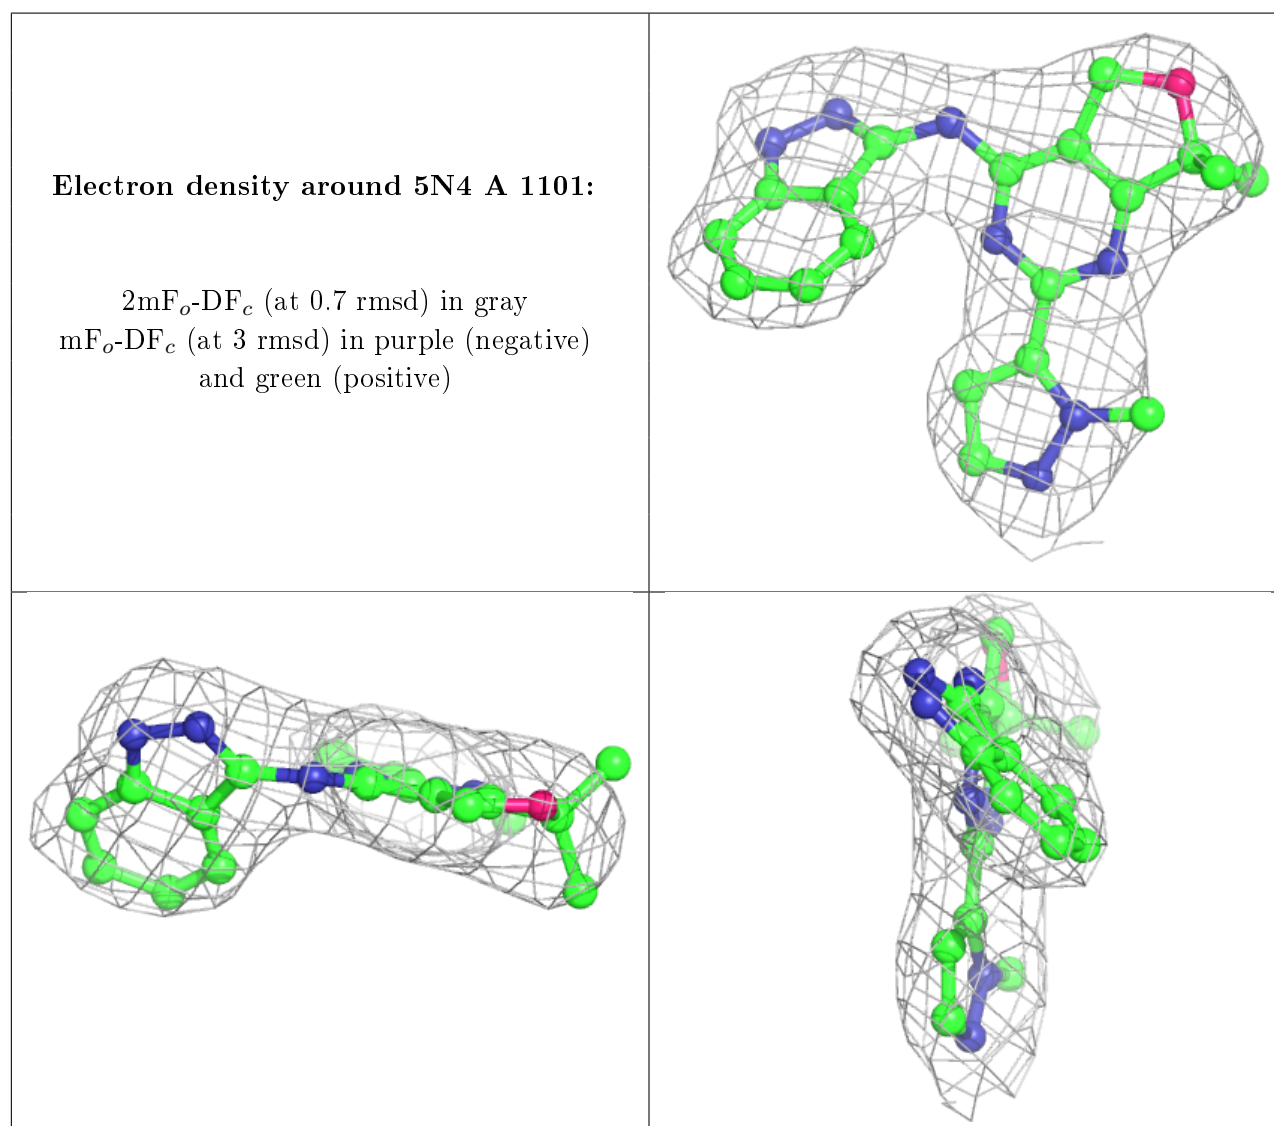 Electron density around 5N4 A 1101:
2mFo-DFc (at 0.7 rmsd) in gray
mFo-DFc (at 3 rmsd) in purple (negative)
and green (positive)